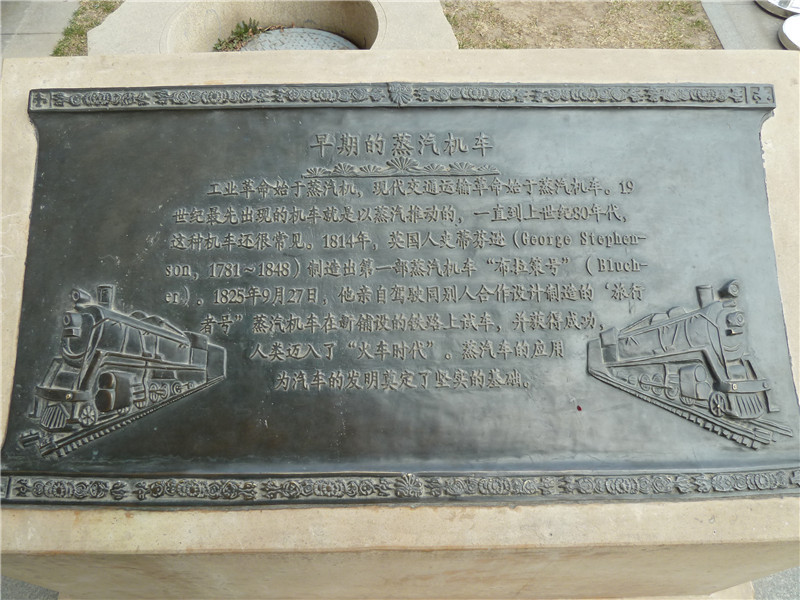 早期的蒸汽机车
工业革命始于蒸汽机，现代交通运输革命始于蒸汽机车。19
世纪最先出现的机车就是以蒸汽推动的，一直到上世纪80年代，
这种机车还很常见。1814年，英国人史蒂芬逊（George Stephen-
son，1781～1848）制造出第一部蒸汽机车“布拉策号”（Bluch-
er）。1825年9月27日，他亲自驾驶同别人合作设计制造的‘旅行
者号”蒸汽机车在新铺设的铁路上试车，并获得成功，
人类迈入了“火车时代”。蒸汽车的应用
为汽车的发明奠定了坚实的基础。